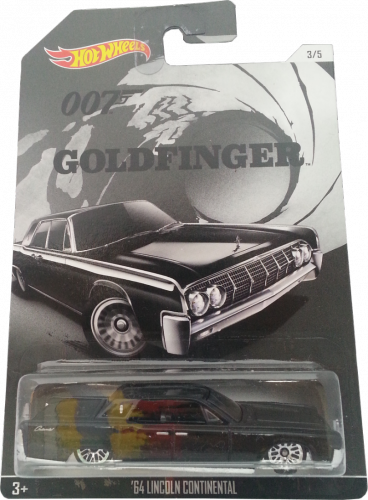 Hot Wheels
3/5
007
GOLDFINGER
3+
'64 LINCOLN CONTINENTAL